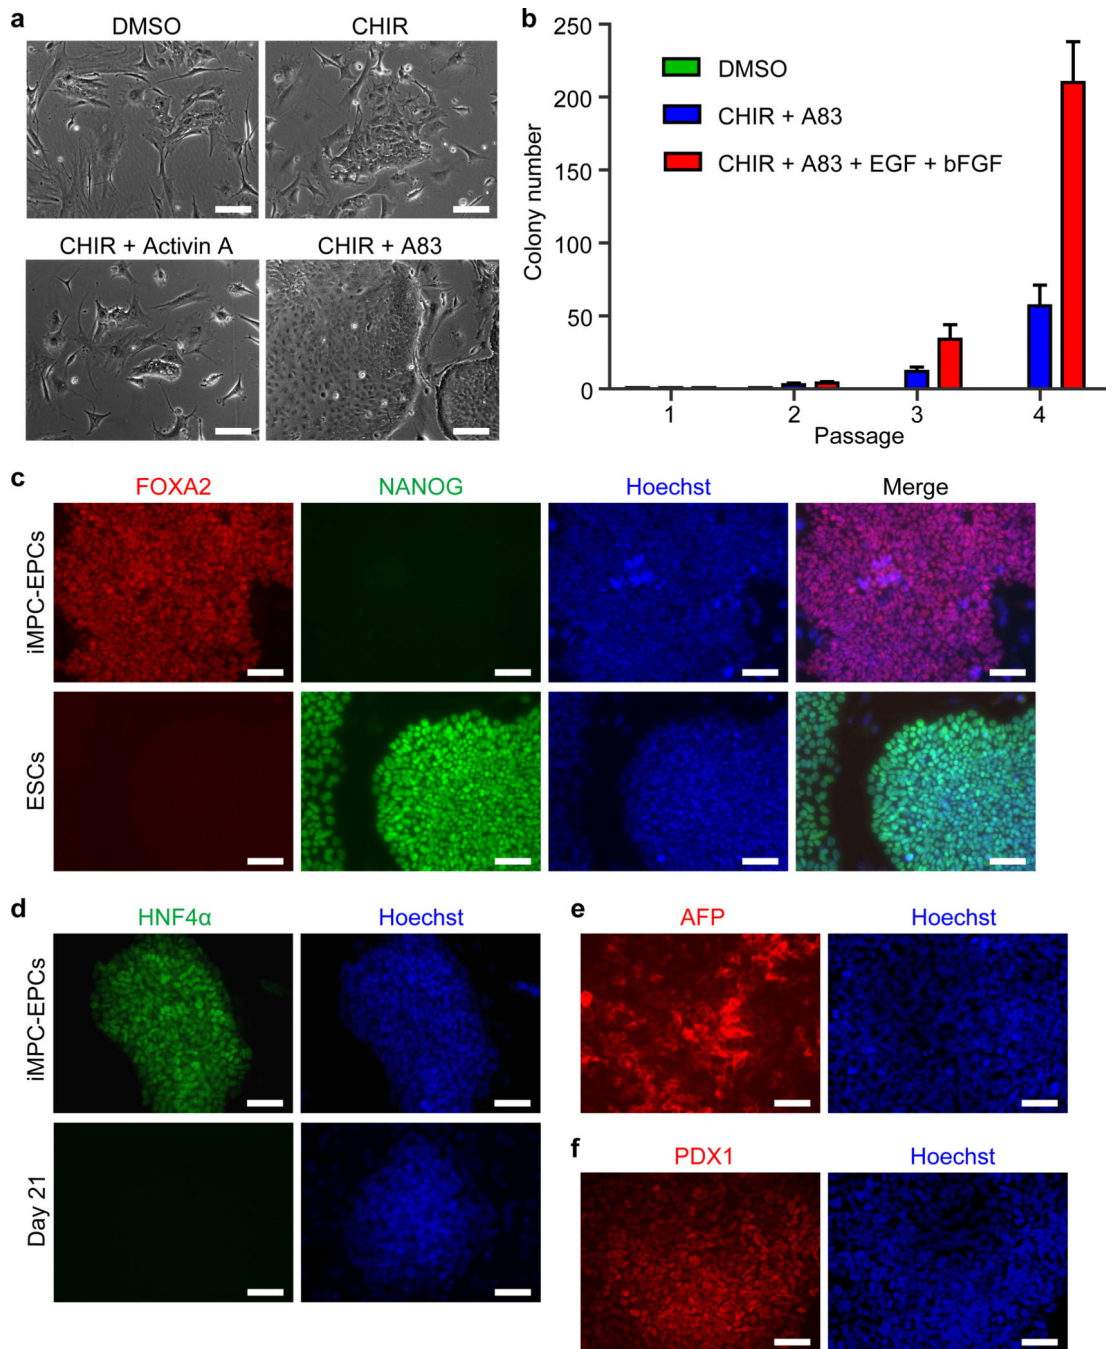 a
DMSO
CHIR
CHIR + Activin A
CHIR + A83
b
250
200
150
100
50
0
Colony number
DMSO
CHIR + A83
CHIR + A83 + EGF + bFGF
1
2
3
4
Passage
c
FOXA2
NANOG
Hoechst
Merge
iMPC-EPCs
ESCs
d
HNF4α
Hoechst
iMPC-EPCs
Day 21
e
AFP
Hoechst
f
PDX1
Hoechst